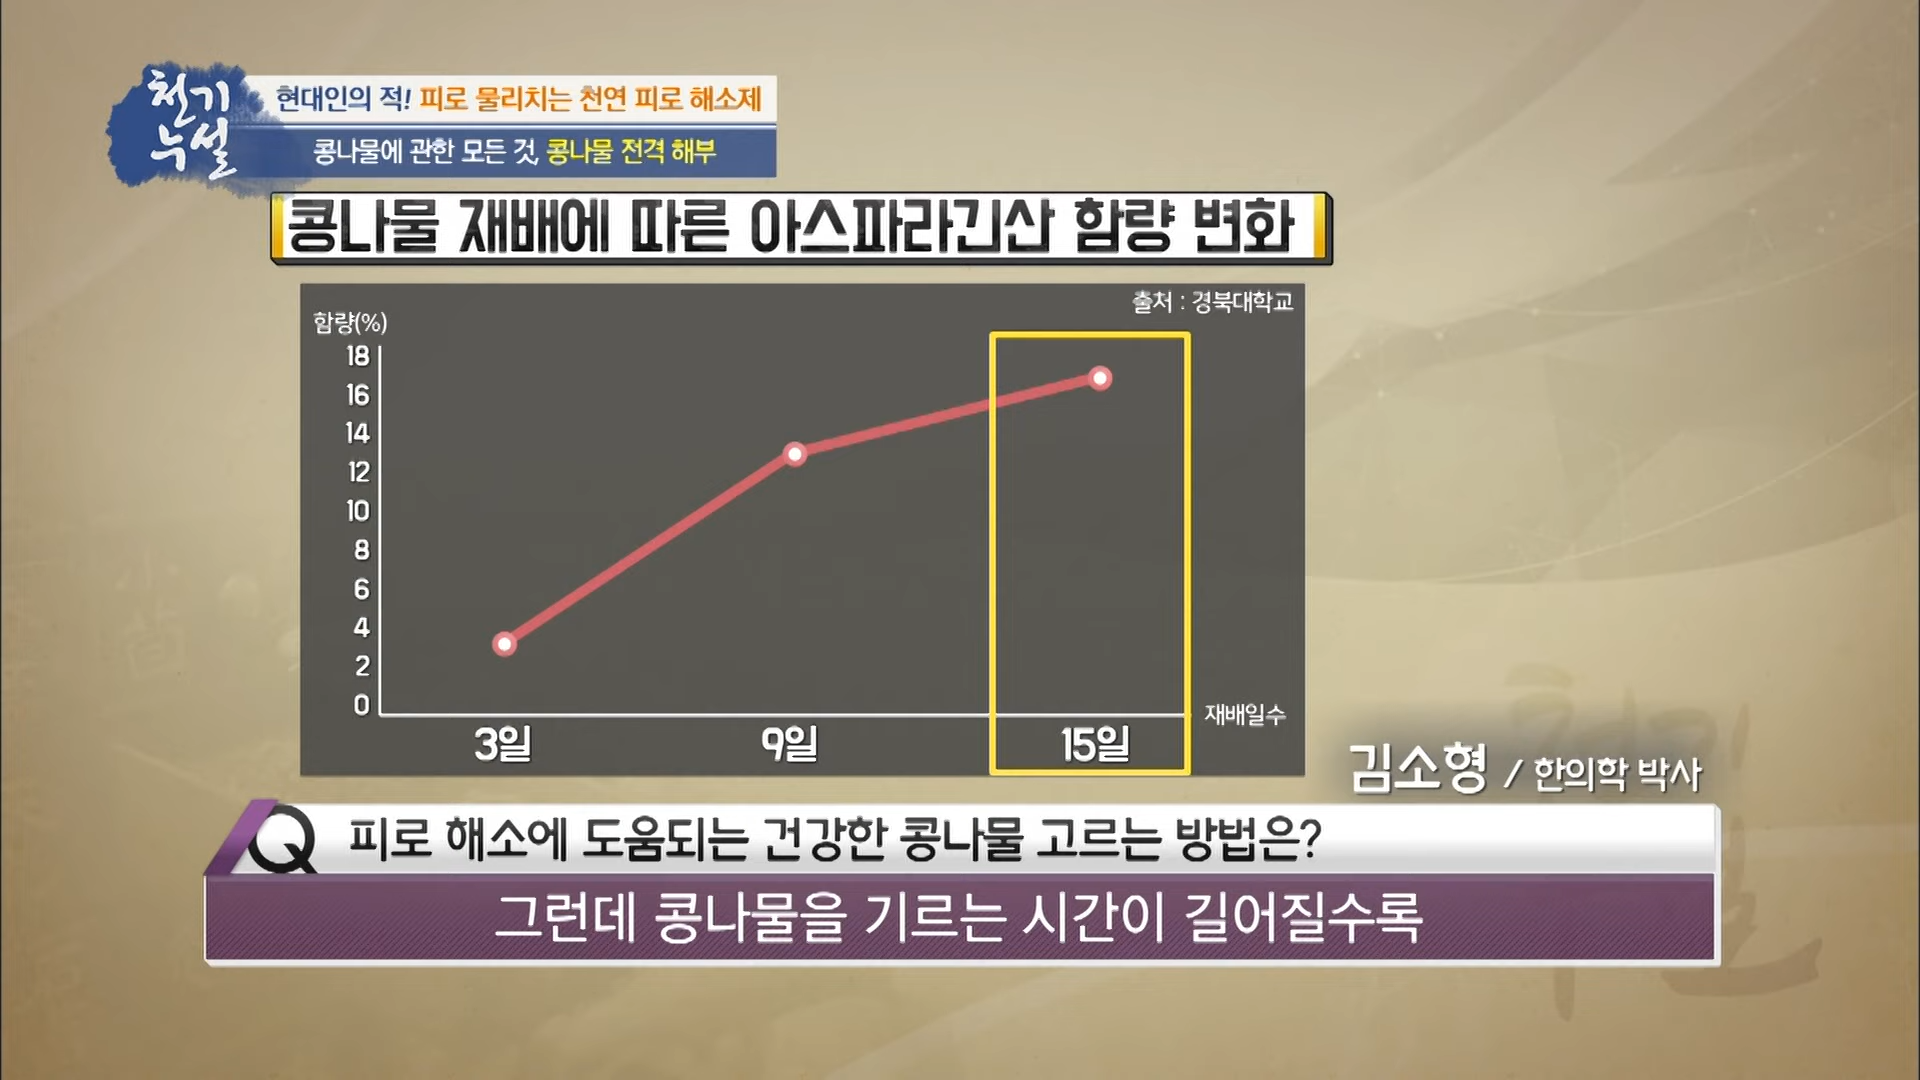 천기
누설
현대인의 적! 피로 물리치는 천연 피로 해소제
콩나물에 관한 모든 것, 콩나물 전격 해부
콩나물 재배에 따른 아스파라긴산 함량 변화
출처 : 경북대학교
함량(%)
18
16
14
12
10
8
6
4
2
0
3일
9일
15일
재배일수
김소형 / 한의학 박사
Q 피로 해소에 도움되는 건강한 콩나물 고르는 방법은?
그런데 콩나물을 기르는 시간이 길어질수록